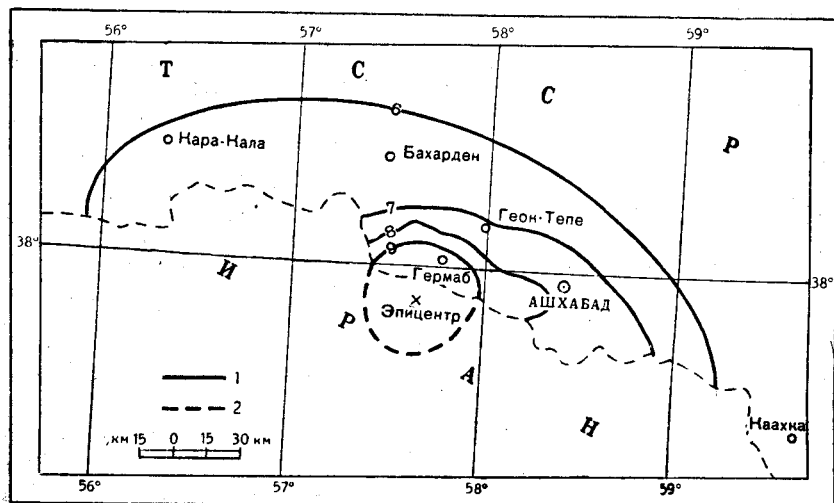 56° 57° 58° 59°
Т С С Р
6
Кара-Кала
Бахарден
7
Геок-Тепе
8
38° 9 38°
Гермаб
И Р А Н
АШХАБАД
Эпицентр
1
2
Каахка
км 15 0 15 30 км
56° 57° 58° 59°